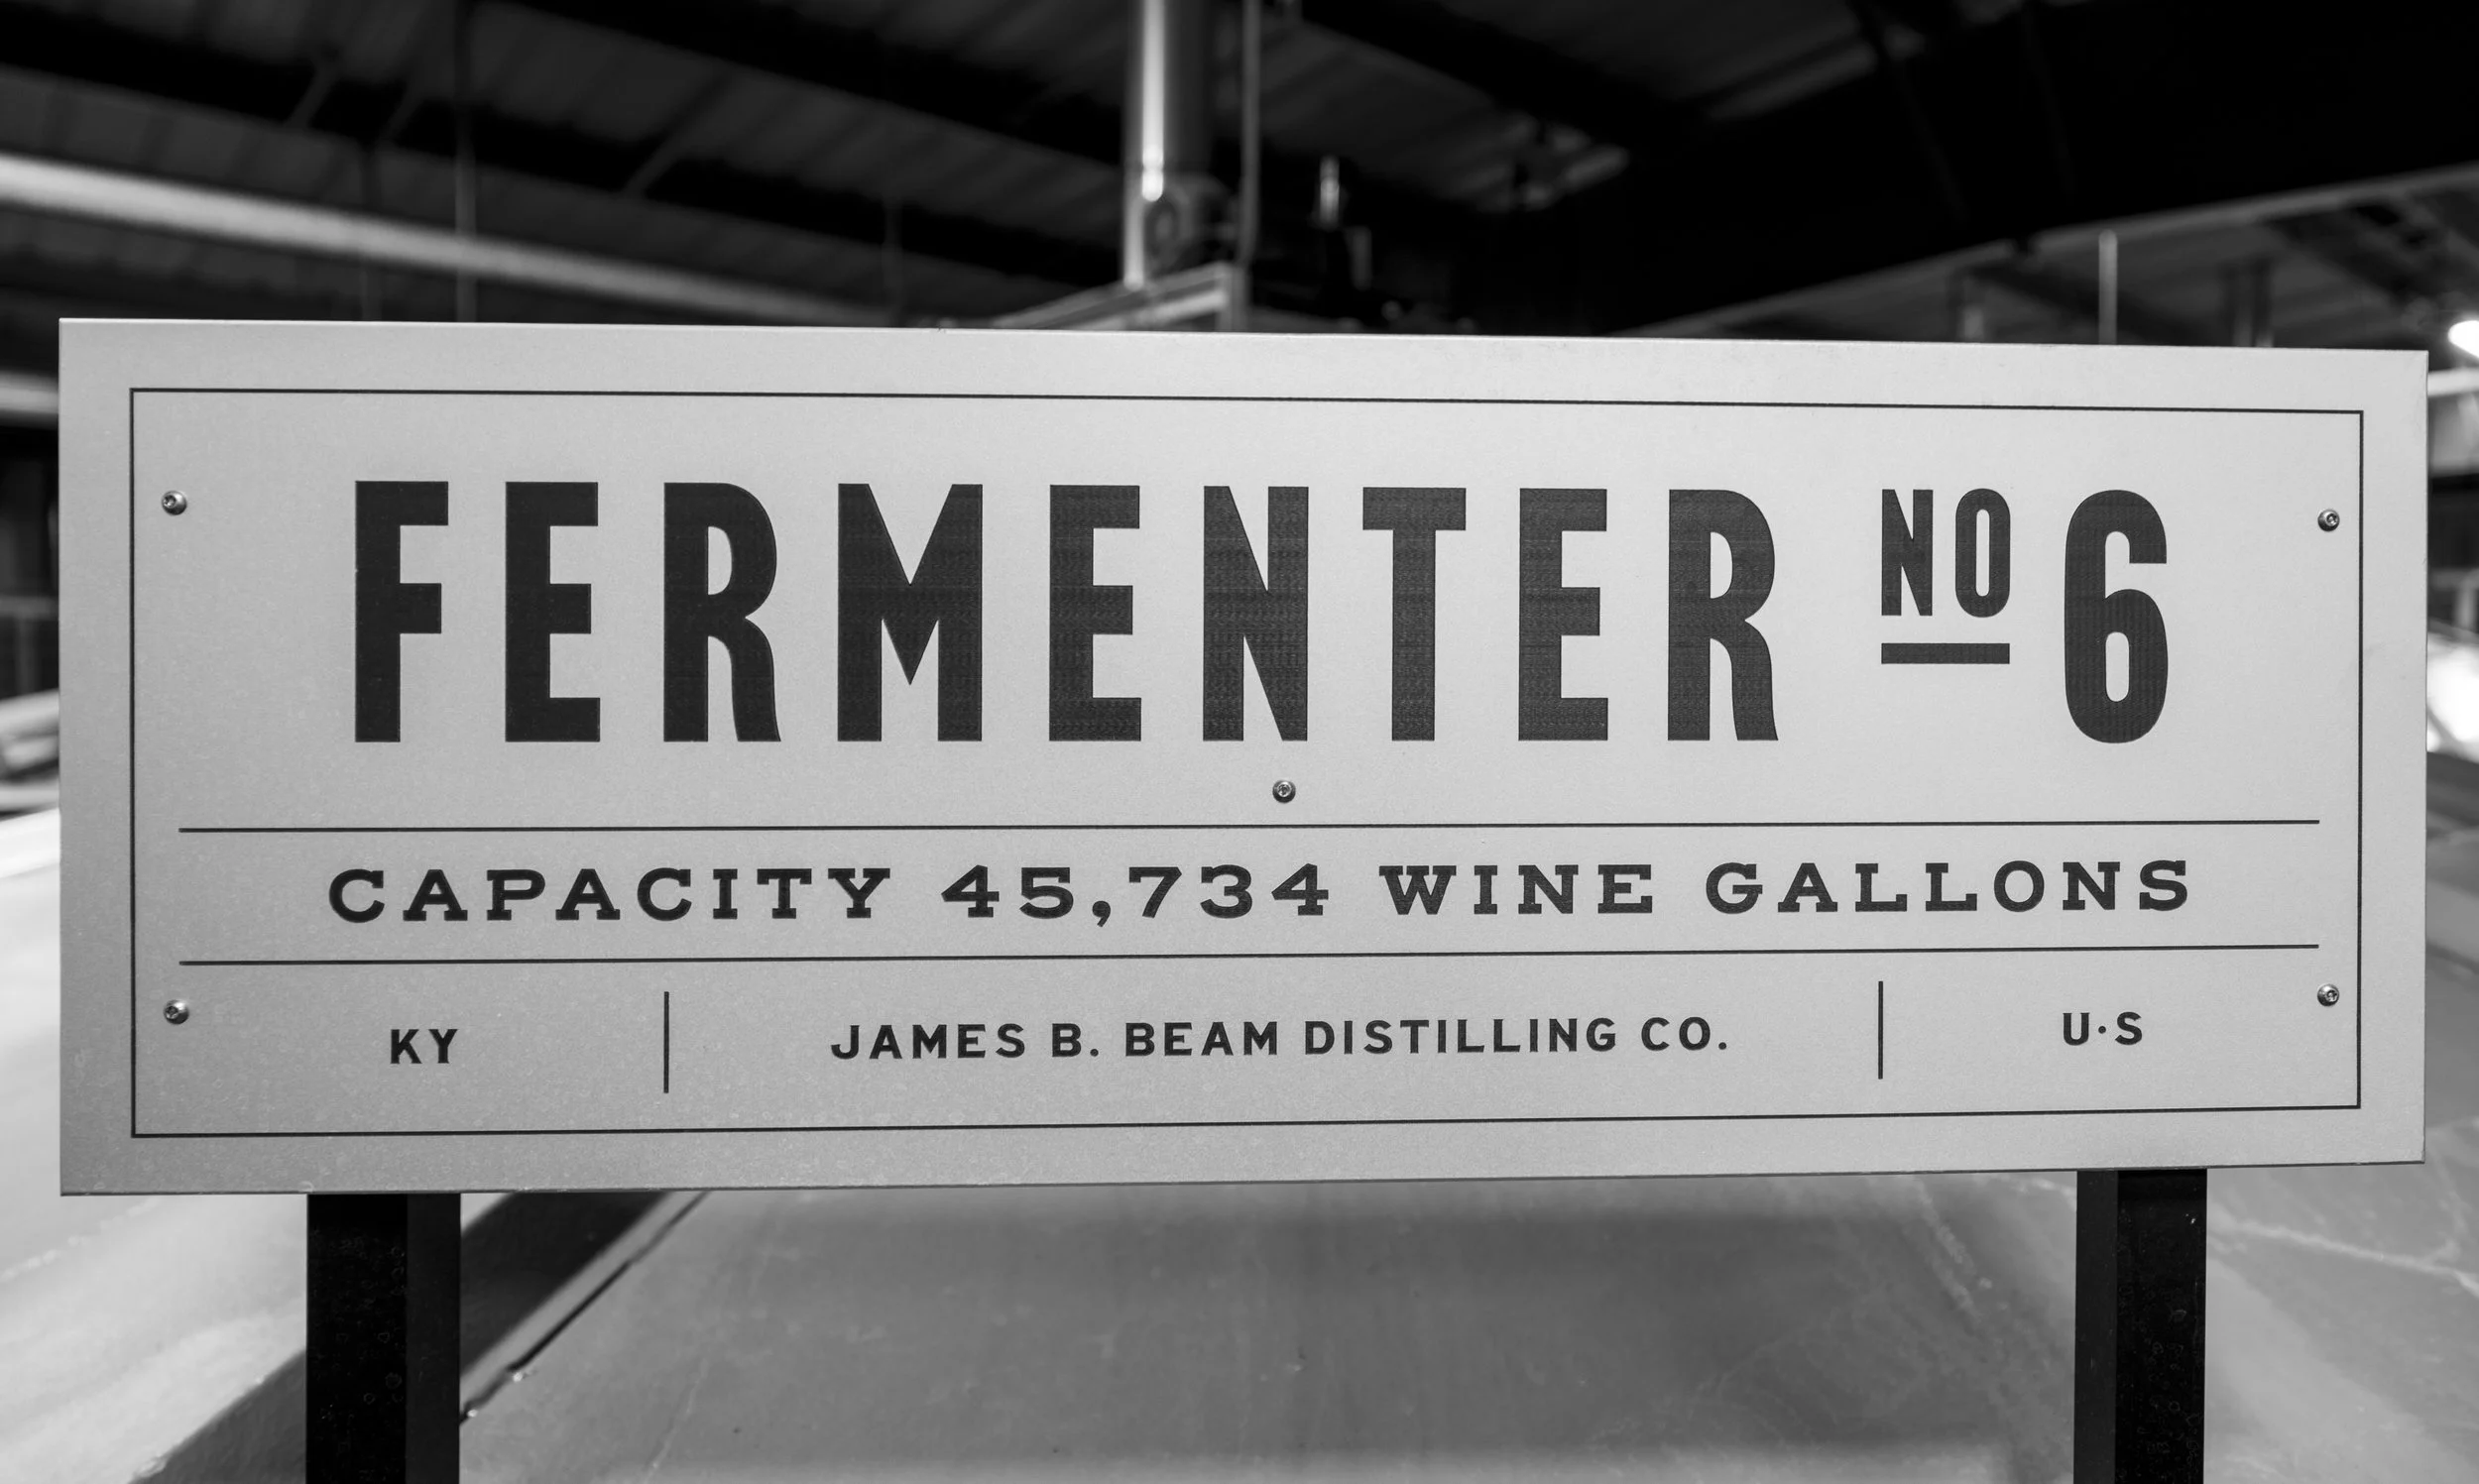 FERMENTER NO 6
CAPACITY 45,734 WINE GALLONS
KY JAMES B. BEAM DISTILLING CO. U·S